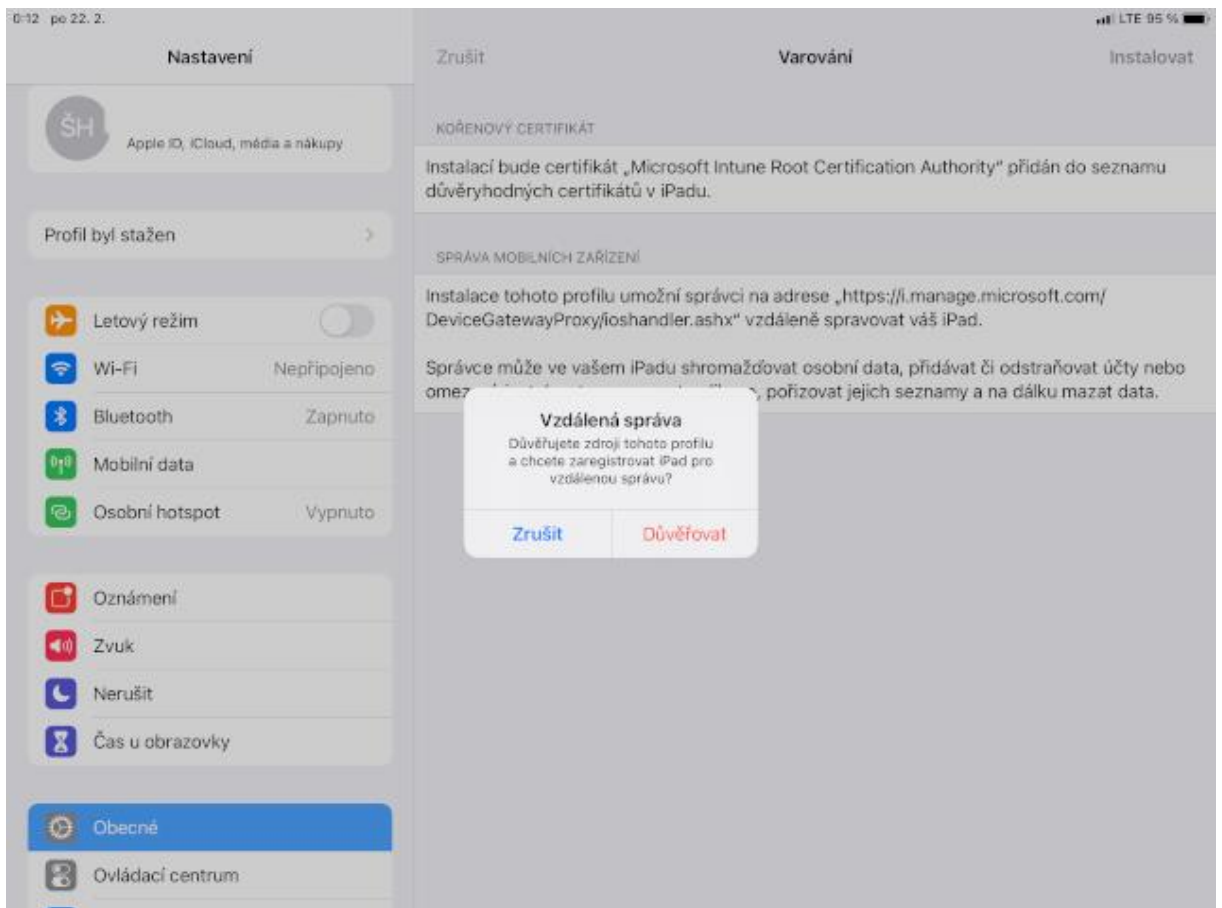 0:12 po 22. 2.
LTE 95 %
Nastavení
ŠH
Apple ID, iCloud, média a nákupy
Profil byl stažen
Letový režim
Wi-Fi Nepřipojeno
Bluetooth Zapnuto
Mobilní data
Osobní hotspot Vypnuto
Oznámení
Zvuk
Nerušit
Čas u obrazovky
Obecné
Ovládací centrum
Zrušit Varování Instalovat
KOŘENOVÝ CERTIFIKÁT
Instalací bude certifikát „Microsoft Intune Root Certification Authority“ přidán do seznamu
důvěryhodných certifikátů v iPadu.
SPRÁVA MOBILNÍCH ZAŘÍZENÍ
Instalace tohoto profilu umožní správci na adrese „https://i.manage.microsoft.com/
DeviceGatewayProxy/ioshandler.ashx“ vzdáleně spravovat váš iPad.
Správce může ve vašem iPadu shromažďovat osobní data, přidávat či odstraňovat účty nebo
, pořizovat jejich seznamy a na dálku mazat data.
Vzdálená správa
Důvěřujete zdroji tohoto profilu
a chcete zaregistrovat iPad pro
vzdálenou správu?
Zrušit Důvěřovat